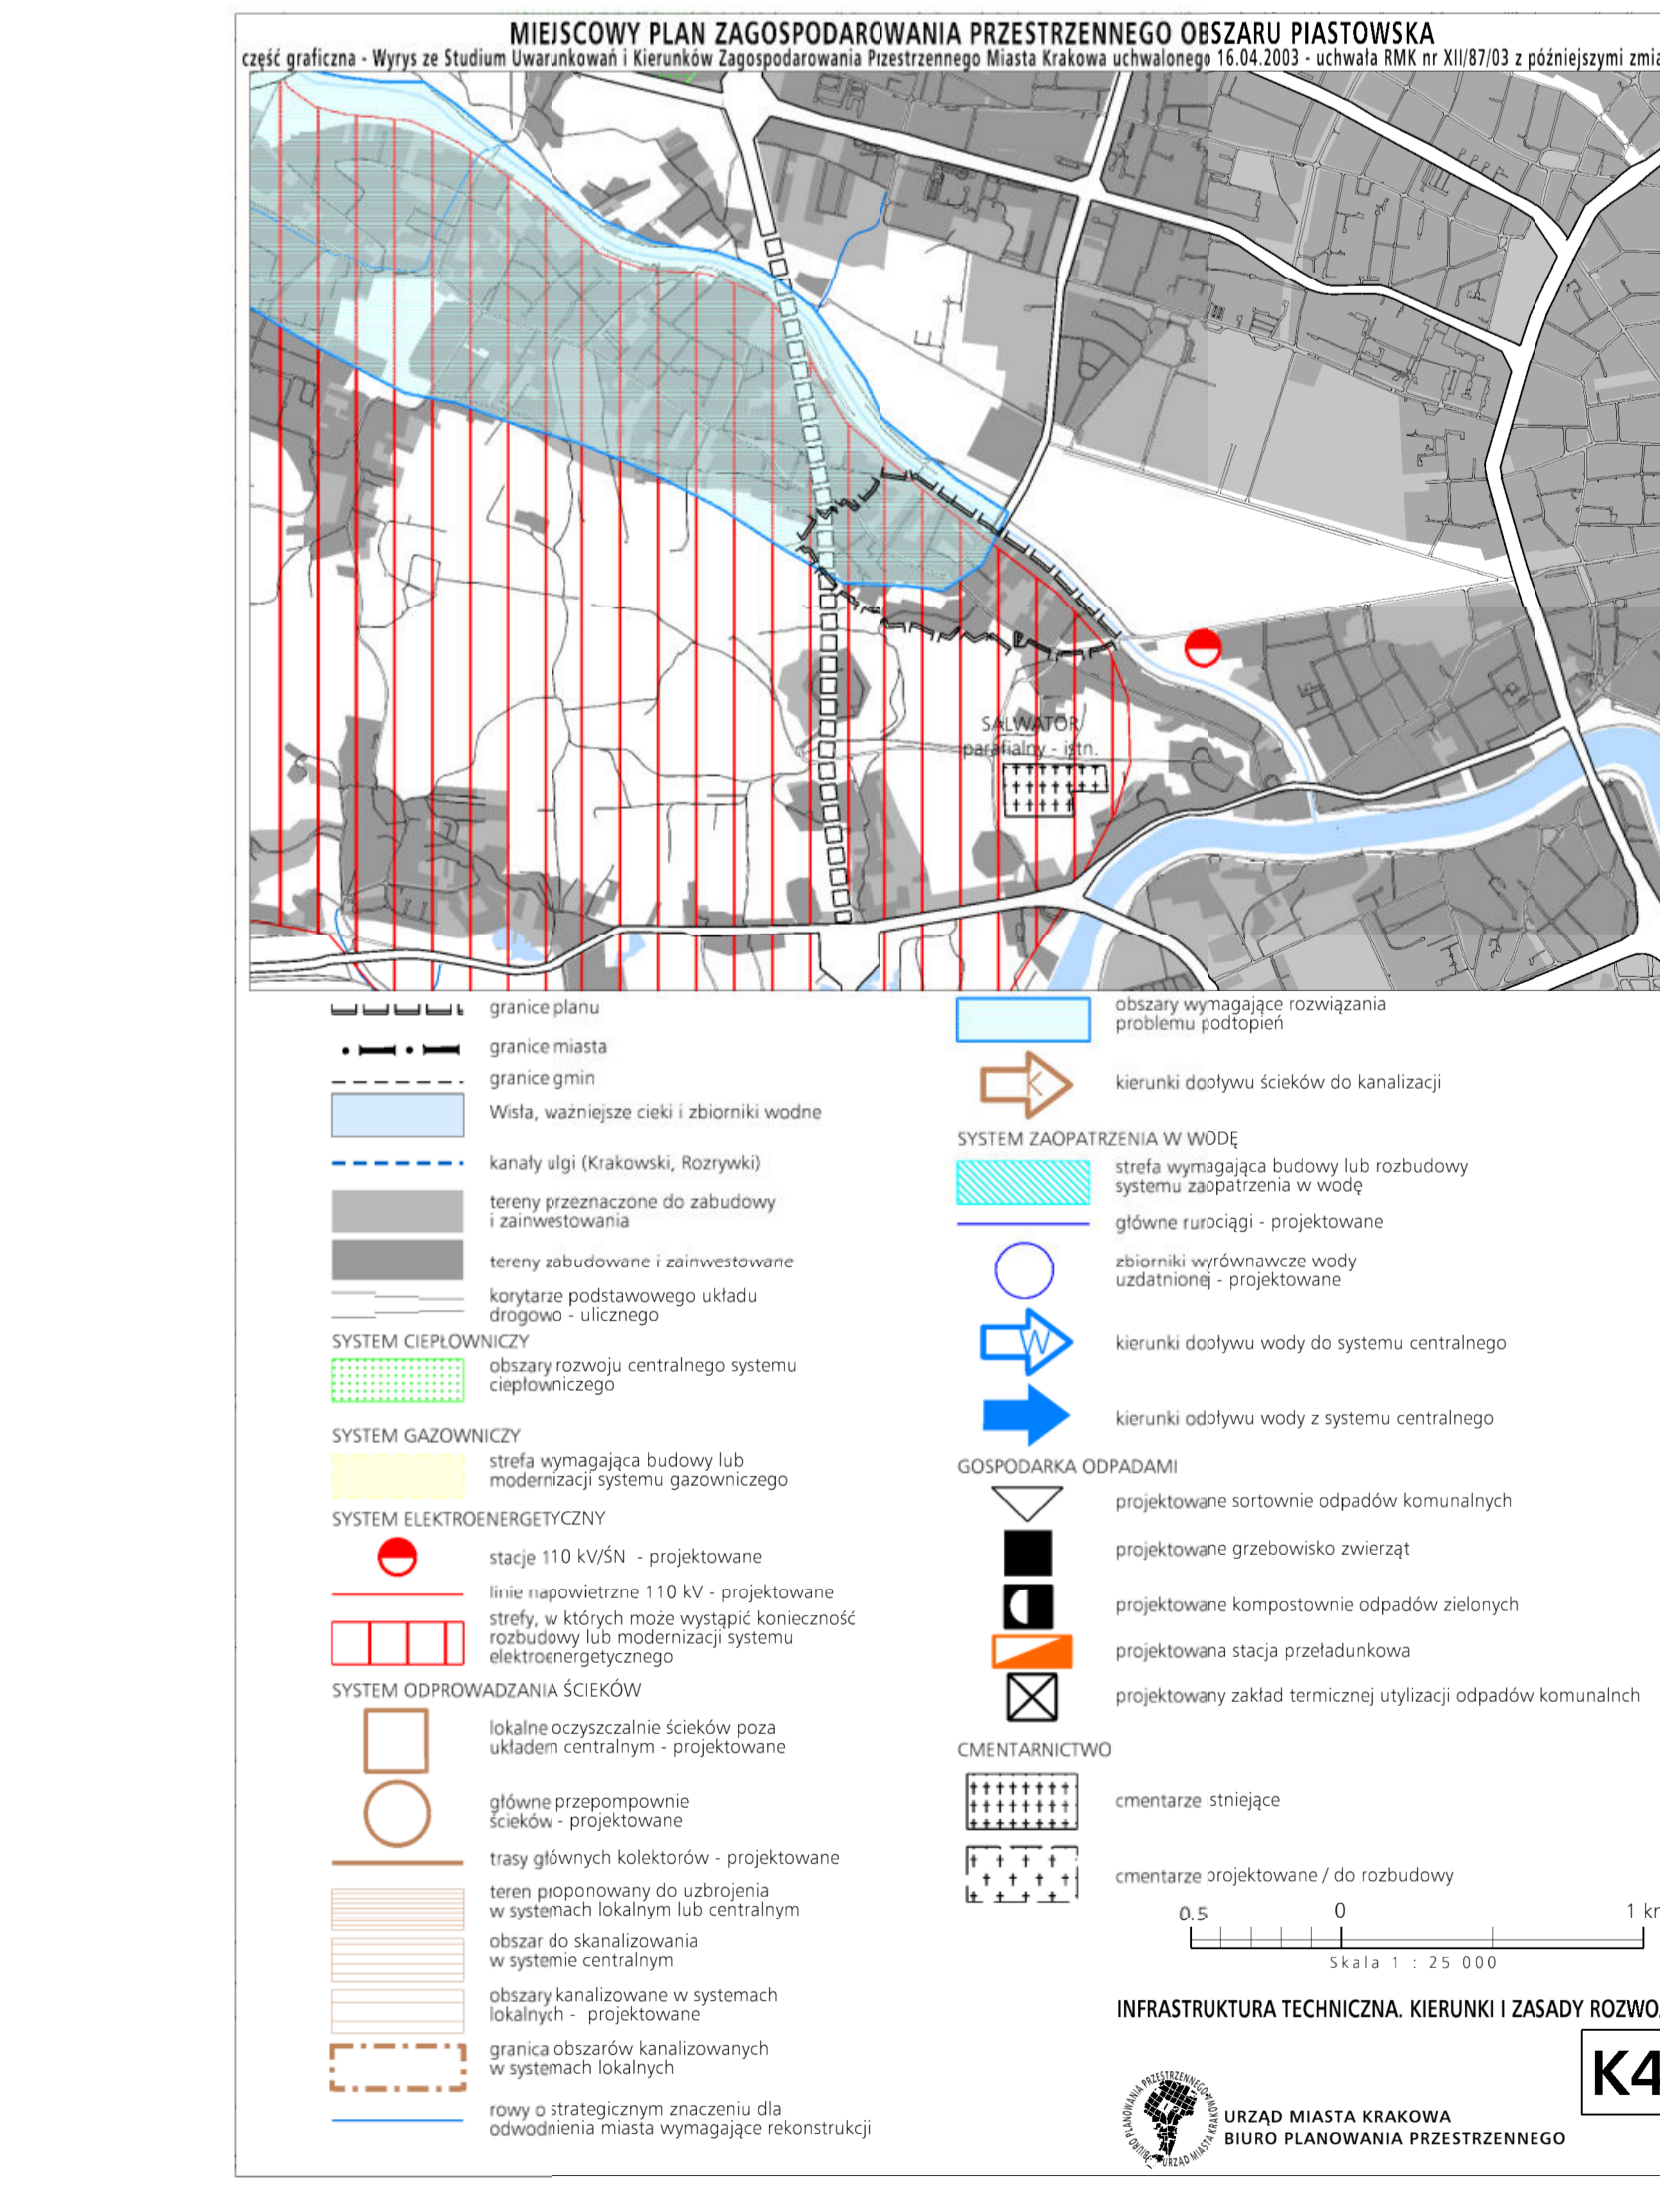 MIEJSCOWY PLAN ZAGOSPODAROWANIA PRZESTRZENNEGO OBSZARU PIASTOWSKA
część graficzna - Wyrys ze Studium Uwarunkowań i Kierunków Zagospodarowania Przestrzennego Miasta Krakowa uchwalonego 16.04.2003 - uchwała RMK nr XII/87/03 z późniejszymi
SALWATOR
parafialny - istn.
granice planu
granice miasta
granice gmin
Wisła, ważniejsze cieki i zbiorniki wodne
kanały ulgi (Krakowski, Rozrywki)
tereny przeznaczone do zabudowy
i zainwestowania
tereny zabudowane i zainwestowane
korytarze podstawowego układu
drogowo - ulicznego
SYSTEM CIEPŁOWNICZY
obszary rozwoju centralnego systemu
ciepłowniczego
SYSTEM GAZOWNICZY
strefa wymagająca budowy lub
modernizacji systemu gazowniczego
SYSTEM ELEKTROENERGETYCZNY
stacje 110 kV/ŚN - projektowane
linie napowietrzne 110 kV - projektowane
strefy, w których może wystąpić konieczność
rozbudowy lub modernizacji systemu
elektroenergetycznego
SYSTEM ODPROWADZANIA ŚCIEKÓW
lokalne oczyszczalnie ścieków poza
układem centralnym - projektowane
główne przepompownie
ścieków - projektowane
trasy głównych kolektorów - projektowane
teren proponowany do uzbrojenia
w systemach lokalnym lub centralnym
obszar do skanalizowania
w systemie centralnym
obszary kanalizowane w systemach
lokalnych - projektowane
granica obszarów kanalizowanych
w systemach lokalnych
rowy o strategicznym znaczeniu dla
odwodnienia miasta wymagające rekonstrukcji
obszary wymagające rozwiązania
problemu podtopień
K
kierunki dopływu ścieków do kanalizacji
SYSTEM ZAOPATRZENIA W WODĘ
strefa wymagająca budowy lub rozbudowy
systemu zaopatrzenia w wodę
główne rurociągi - projektowane
zbiorniki wyrównawcze wody
uzdatnionej - projektowane
W
kierunki dopływu wody do systemu centralnego
kierunki odpływu wody z systemu centralnego
GOSPODARKA ODPADAMI
projektowane sortownie odpadów komunalnych
projektowane grzebowisko zwierząt
projektowane kompostownie odpadów zielonych
projektowana stacja przeładunkowa
projektowany zakład termicznej utylizacji odpadów komunalnch
CMENTARNICTWO
cmentarze stniejące
cmentarze projektowane / do rozbudowy
0.5 0 1
Skala 1 : 25 000
INFRASTRUKTURA TECHNICZNA. KIERUNKI I ZASADY
K4
BIURO PLANOWANIA PRZESTRZENNEGO URZĄD MIASTA KRAKOWA
URZĄD MIASTA KRAKOWA
BIURO PLANOWANIA PRZESTRZENNEGO